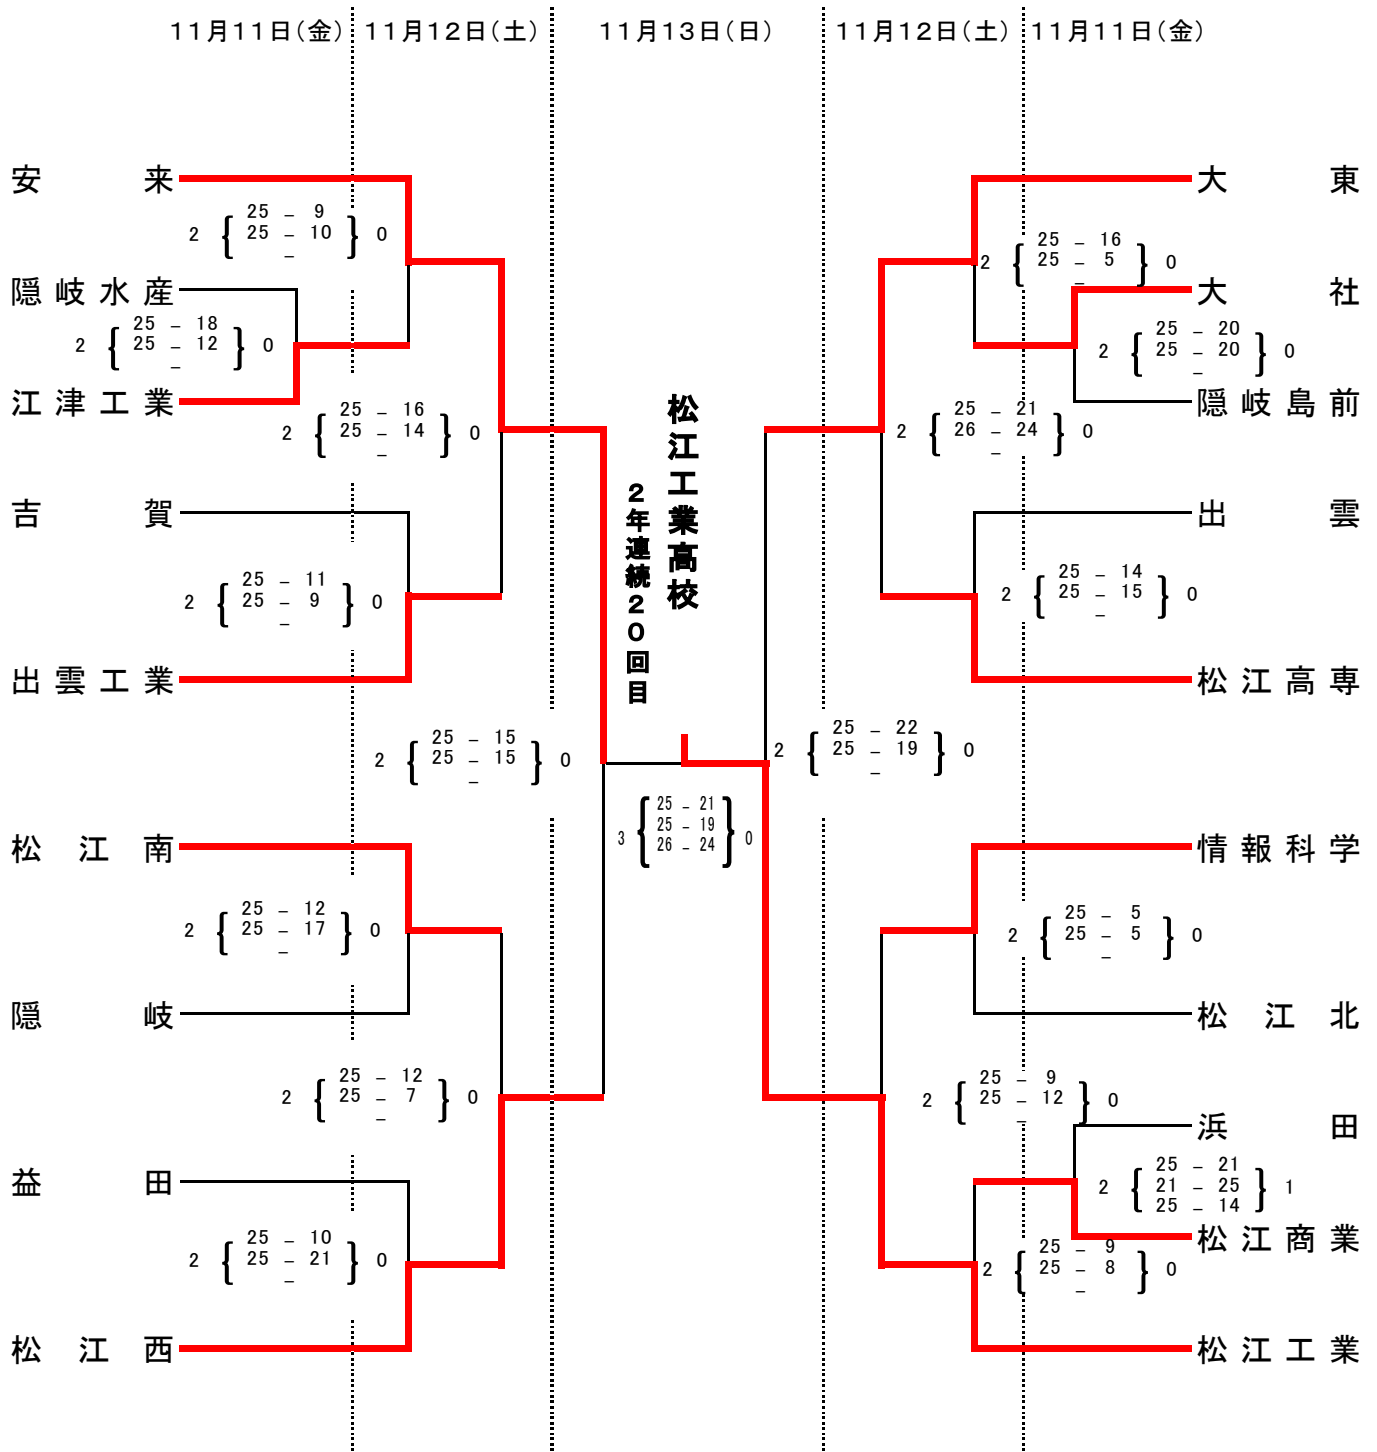 11月11日(金) 11月12日(土) 11月13日(日) 11月12日(土) 11月11日(金)
安来
2 { 25 - 9 } 0
25 - 10
-
隠岐水産
2 { 25 - 18 } 0
25 - 12
-
江津工業
2 { 25 - 16 } 0
25 - 14
-
吉賀
2 { 25 - 11 } 0
25 - 9
-
出雲工業
2 { 25 - 15 } 0
25 - 15
-
松江南
2 { 25 - 12 } 0
25 - 17
-
隠岐
2 { 25 - 12 } 0
25 - 7
-
益田
2 { 25 - 10 } 0
25 - 21
-
松江西
松江工業高校
2年連続20回目
3 { 25 - 21 } 0
25 - 19
26 - 24
大東
2 { 25 - 16 } 0
25 - 5
-
大社
2 { 25 - 20 } 0
25 - 20
-
隠岐島前
2 { 25 - 21 } 0
26 - 24
-
出雲
2 { 25 - 14 } 0
25 - 15
-
松江高専
2 { 25 - 22 } 0
25 - 19
-
情報科学
2 { 25 - 5 } 0
25 - 5
-
松江北
2 { 25 - 9 } 0
25 - 12
-
浜田
2 { 25 - 21 } 1
21 - 25
25 - 14
松江商業
2 { 25 - 9 } 0
25 - 8
-
松江工業